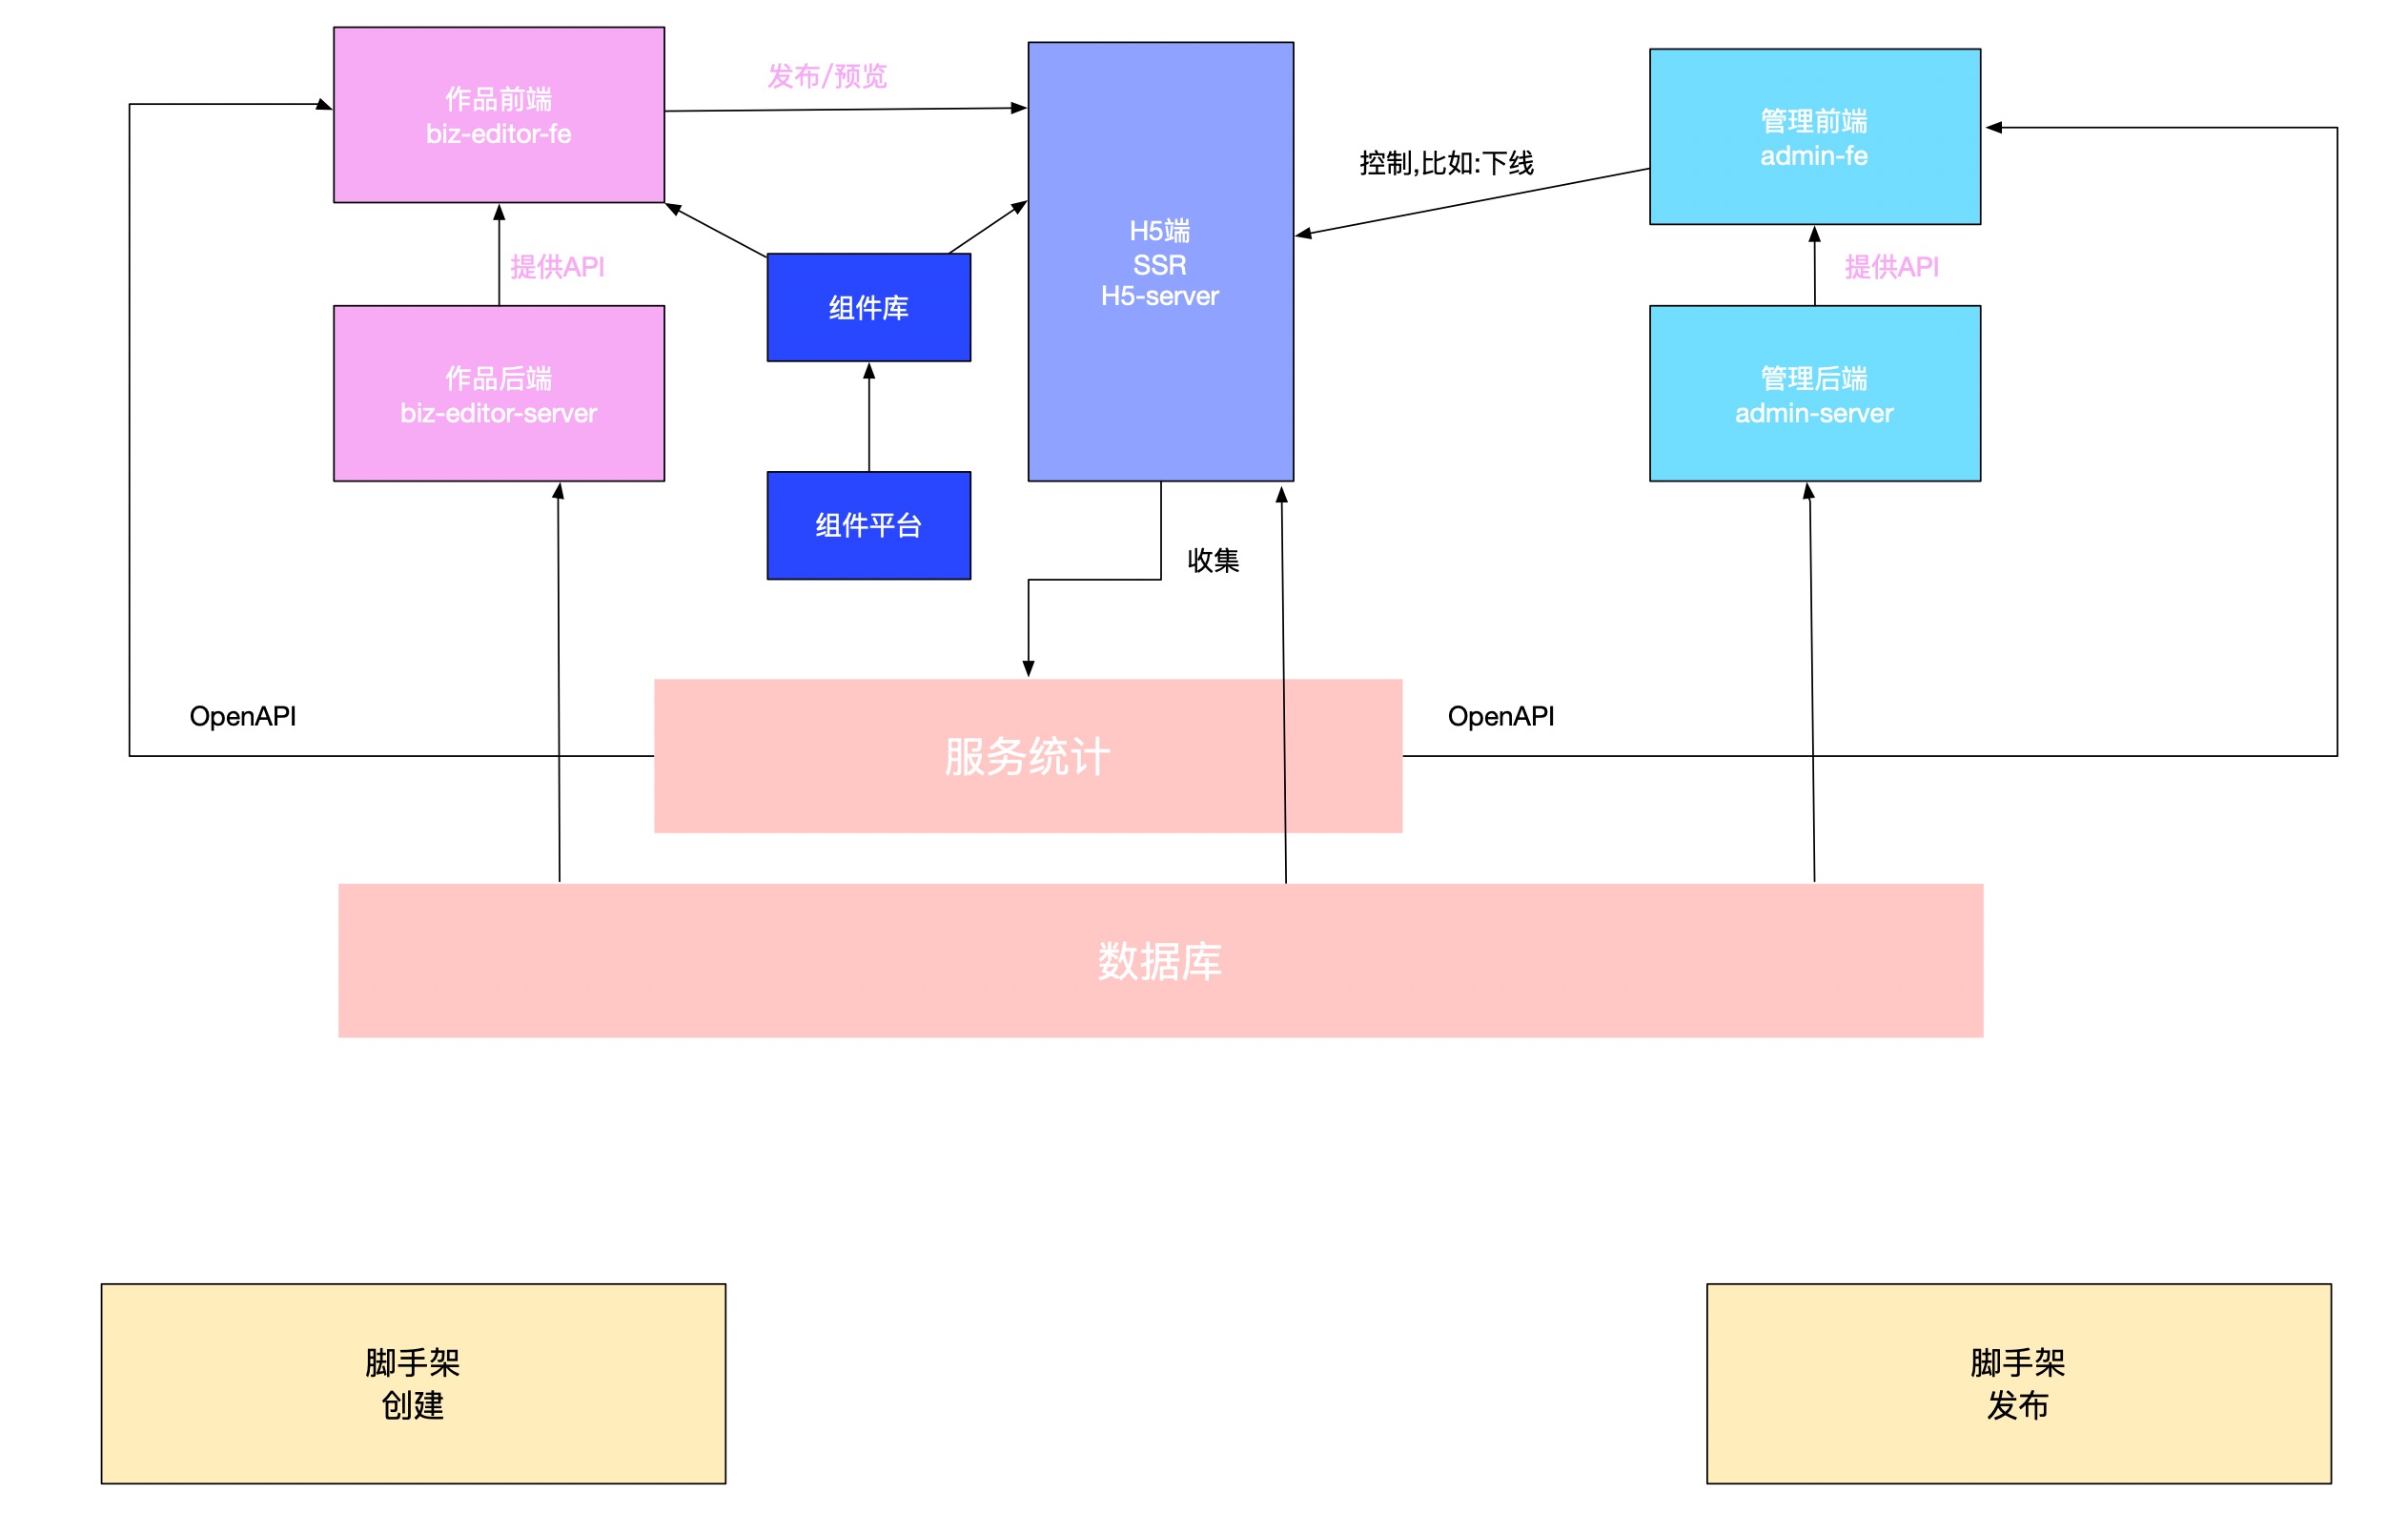 作品前端
biz-editor-fe
发布/预览
H5端
SSR
H5-server
控制,比如:下线
管理前端
admin-fe
提供API
组件库
提供API
作品后端
biz-editor-server
组件平台
收集
管理后端
admin-server
OpenAPI
服务统计
OpenAPI
数据库
脚手架
创建
脚手架
发布